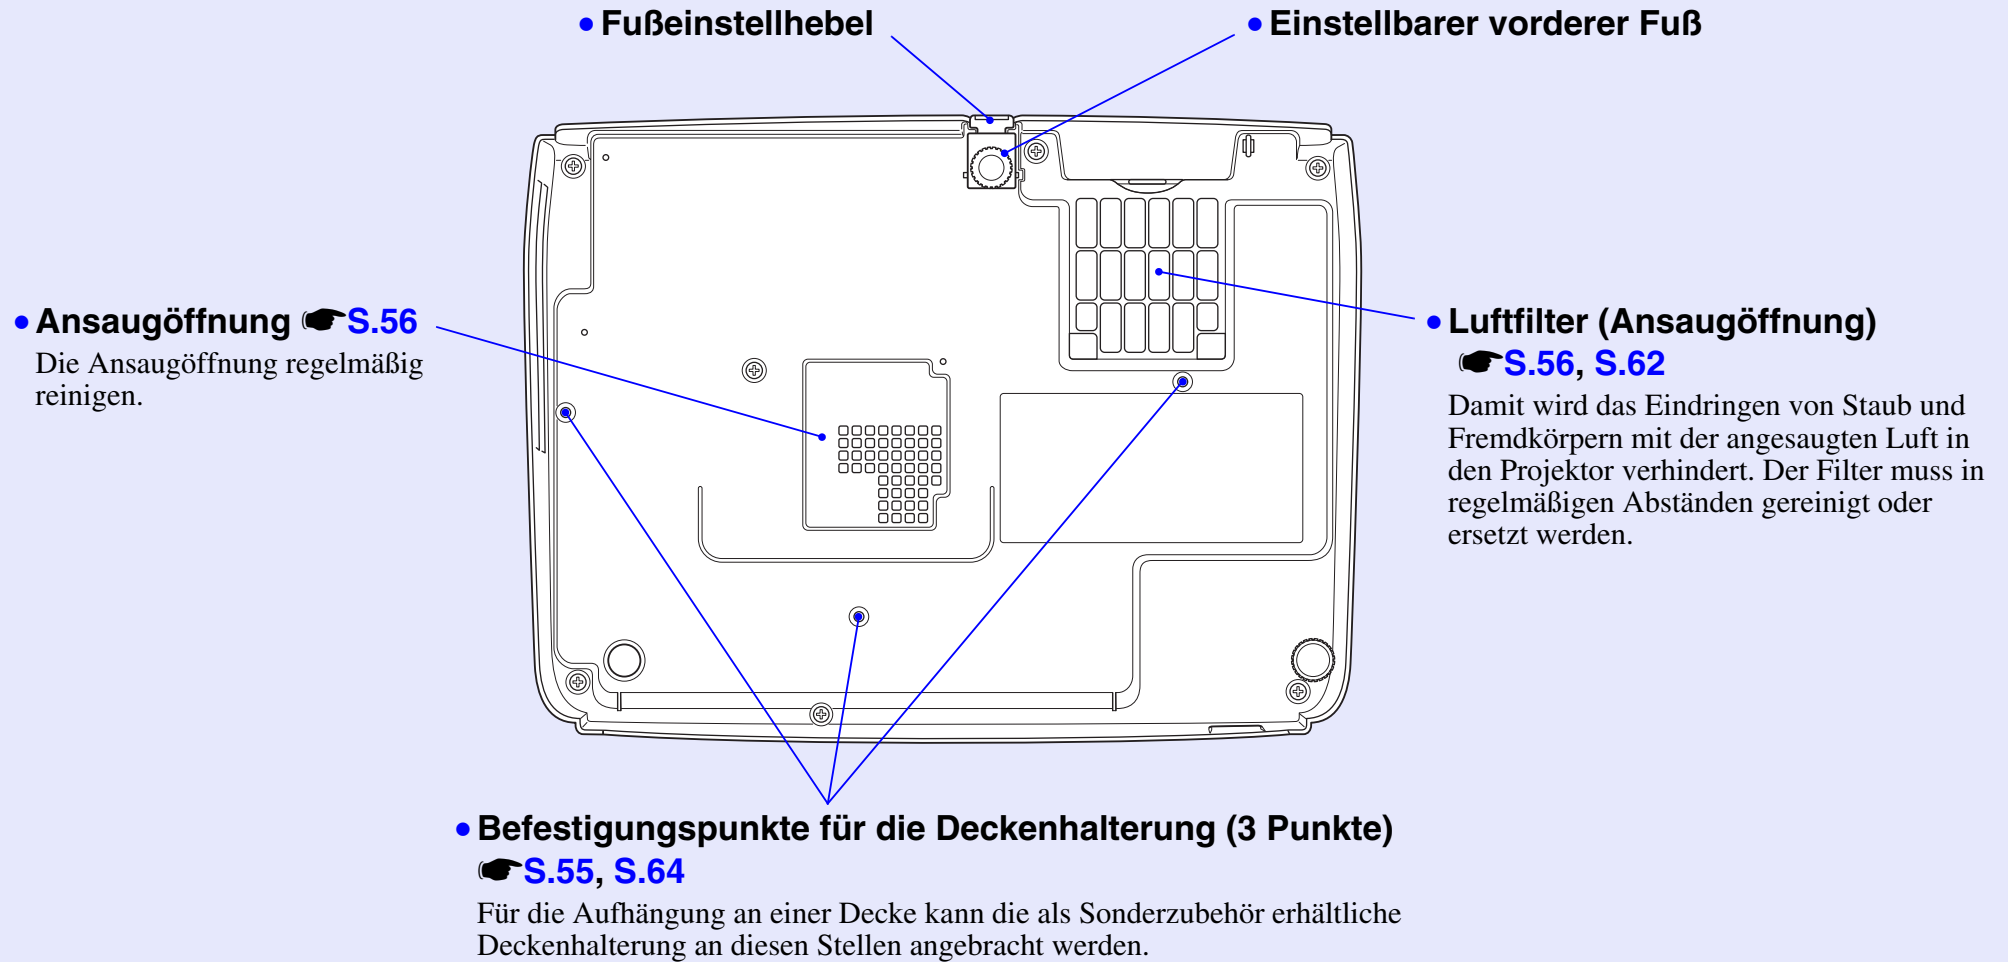 • Fußeinstellhebel
• Einstellbarer vorderer Fuß
• Ansaugöffnung ☛S.56
Die Ansaugöffnung regelmäßig
reinigen.
• Luftfilter (Ansaugöffnung)
☛S.56, S.62
Damit wird das Eindringen von Staub und
Fremdkörpern mit der angesaugten Luft in
den Projektor verhindert. Der Filter muss in
regelmäßigen Abständen gereinigt oder
ersetzt werden.
• Befestigungspunkte für die Deckenhalterung (3 Punkte)
☛S.55, S.64
Für die Aufhängung an einer Decke kann die als Sonderzubehör erhältliche
Deckenhalterung an diesen Stellen angebracht werden.